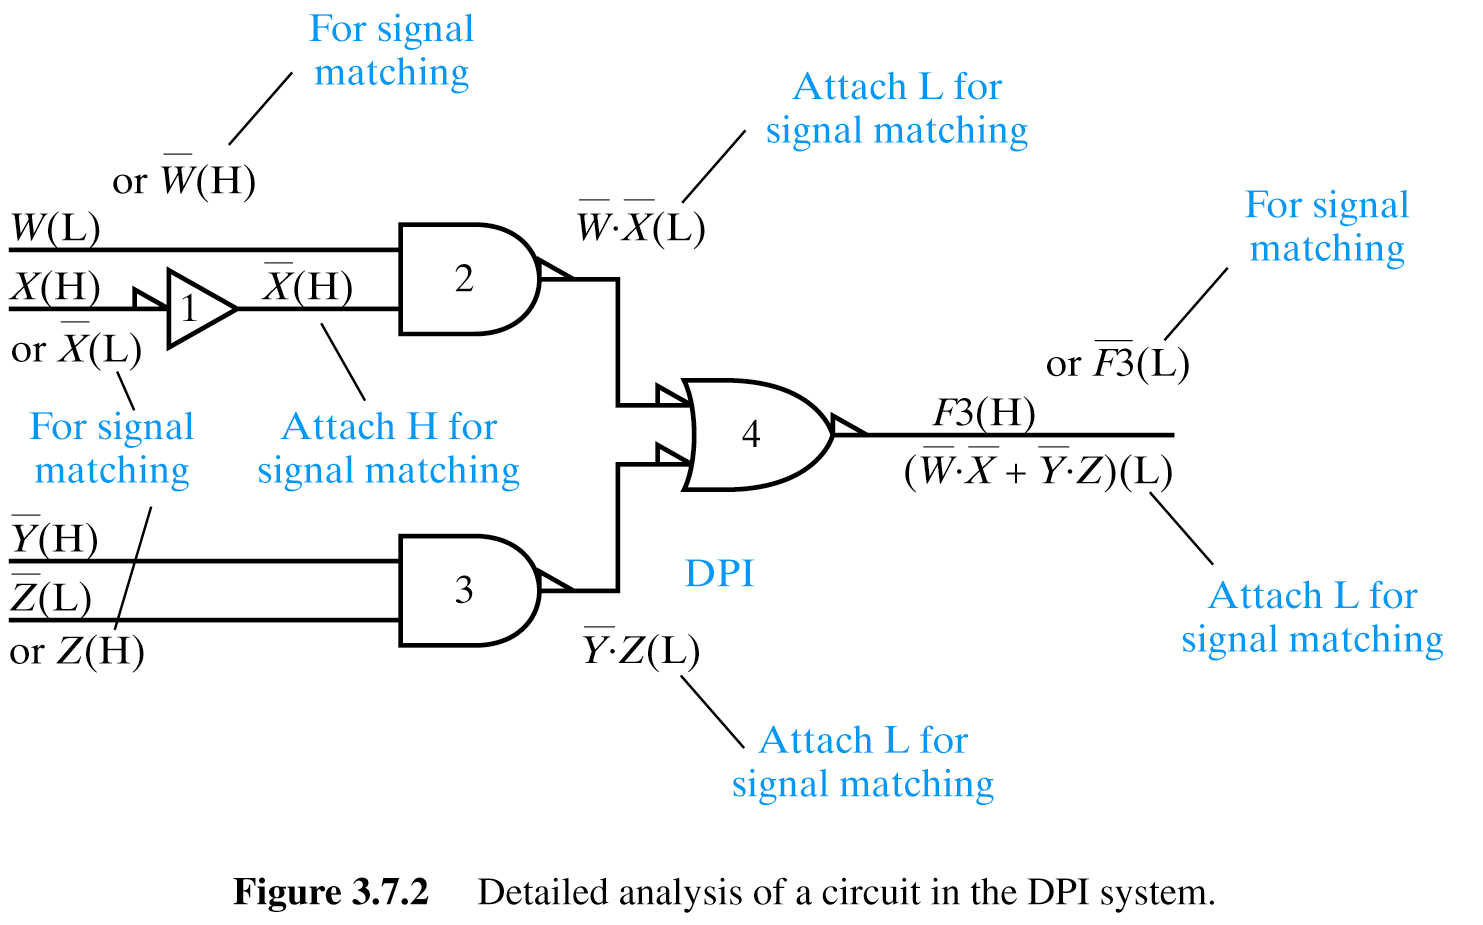 For signal
matching
Attach L for
signal matching
or W̅(H)
W(L)
W̅·X̅(L)
For signal
matching
2
X(H)
1
X̅(H)
or X̅(L)
or F̅3̅(L)
For signal
matching
Attach H for
signal matching
4
F3(H)
(W̅·X̅ + Y̅·Z)(L)
Y̅(H)
Z̅(L)
or Z(H)
3
DPI
Attach L for
signal matching
Y̅·Z(L)
Attach L for
signal matching
Figure 3.7.2 Detailed analysis of a circuit in the DPI system.